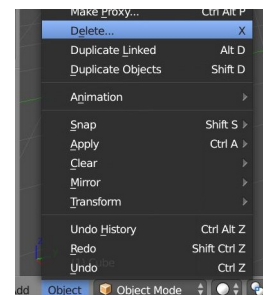 Make Proxy... Ctrl Alt P
Delete... X
Duplicate Linked Alt D
Duplicate Objects Shift D
Animation
Snap Shift S
Apply Ctrl A
Clear
Mirror
Transform
Undo History Ctrl Alt Z
Redo Shift Ctrl Z
Undo Ctrl Z
dd Object Object Mode